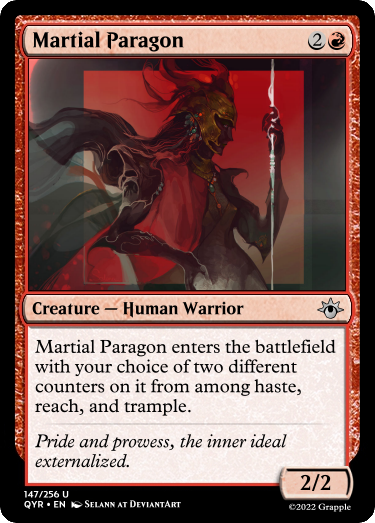 Martial Paragon 2
Creature — Human Warrior
Martial Paragon enters the battlefield
with your choice of two different
counters on it from among haste,
reach, and trample.
Pride and prowess, the inner ideal
externalized.
2/2
147/256 U
QYR • EN Selann at DeviantArt
©2022 Grapple